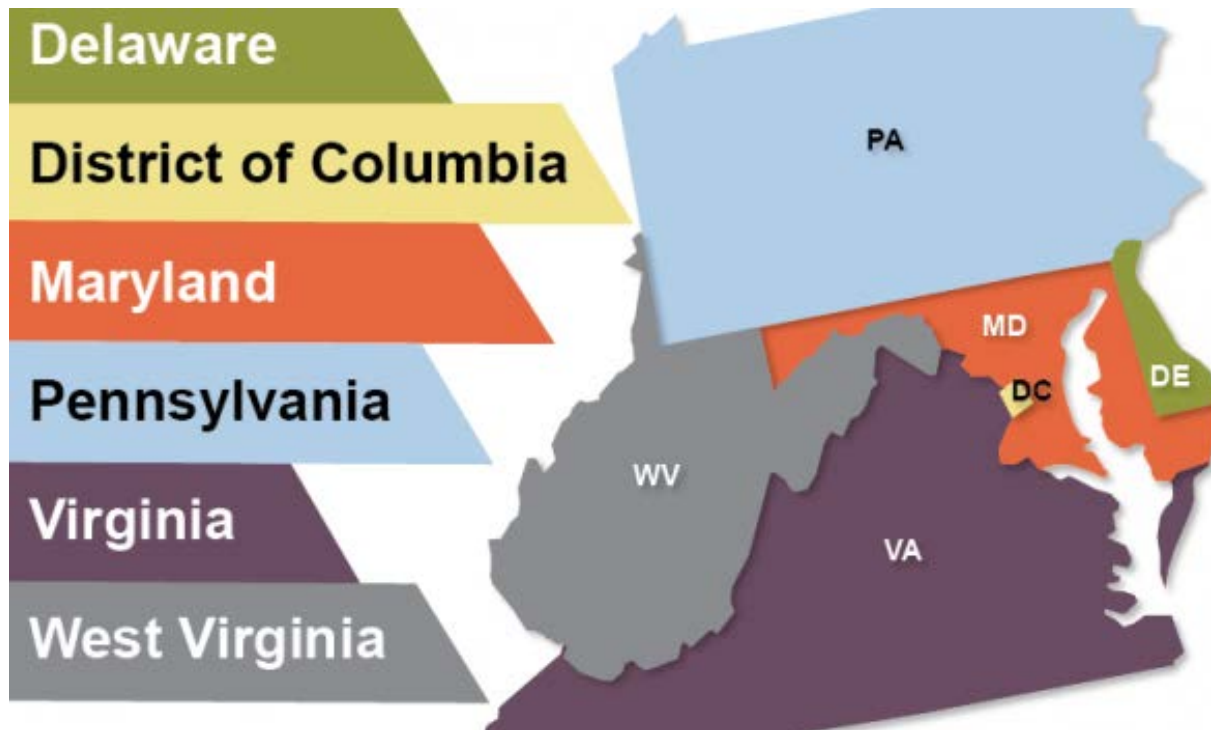 Delaware
District of Columbia
Maryland
Pennsylvania
Virginia
West Virginia
PA
MD
DE
DC
WV
VA